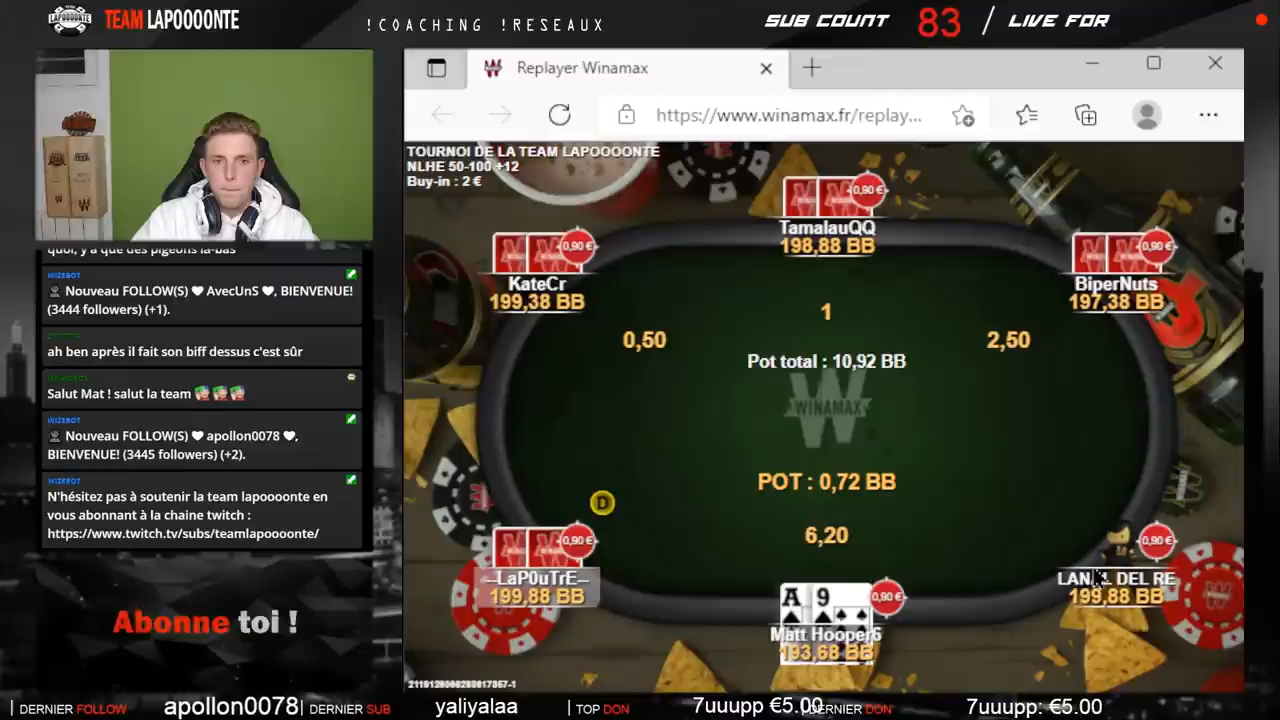 TEAM LAPOOOONTE
!COACHING !RESEAUX
SUB COUNT 83 / LIVE FOR
Replayer Winamax
https://www.winamax.fr/replay...
TOURNOI DE LA TEAM LAPOOOONTE
NLHE 50-100 +12
Buy-in : 2 €
0,90 €
TamalauQQ
198,88 BB
0,90 €
KateCr
199,38 BB
0,90 €
BiperNuts
197,38 BB
1
0,50
2,50
Pot total : 10,92 BB
WINAMAX
POT : 0,72 BB
D
6,20
0,90 €
--LaP0uTrE--
199,88 BB
A 9
0,90 €
Matt Hooper6
193,68 BB
0,90 €
DEL RE
199,88 BB
quoi, y a que des pigeons là-bas
WIZEBOT
Nouveau FOLLOW(S) AvecUnS, BIENVENUE!
(3444 followers) (+1).
ah ben après il fait son biff dessus c'est sûr
Salut Mat ! salut la team
WIZEBOT
Nouveau FOLLOW(S) apollon0078,
BIENVENUE! (3445 followers) (+2).
WIZEBOT
N'hésitez pas à soutenir la team lapoooonte en
vous abonnant à la chaine twitch :
https://www.twitch.tv/subs/teamlapoooonte/
Abonne toi !
| DERNIER FOLLOW apollon0078 | DERNIER SUB yaliyalaa | TOP DON 7uuupp €5.00 DERNIER DON 7uuupp: €5.00